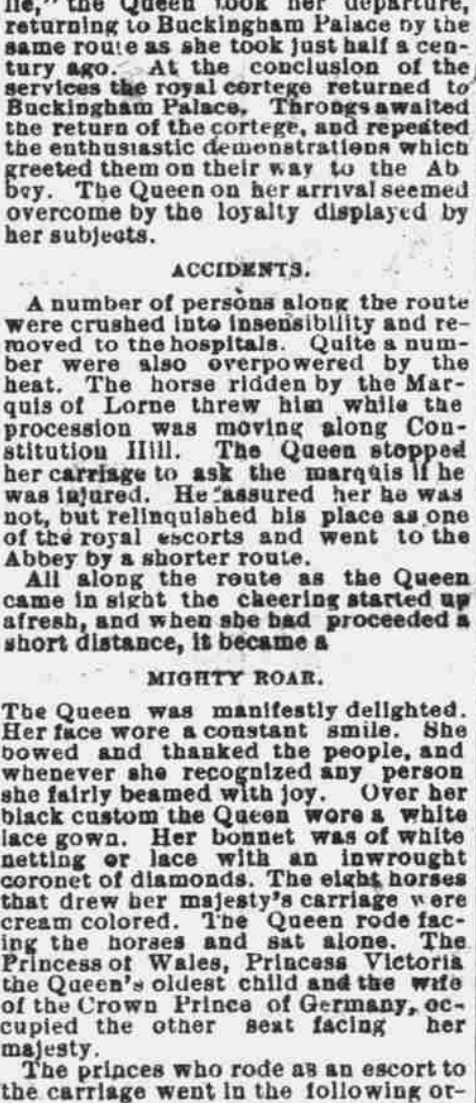 lie," the Queen took her departure,
returning to Buckingham Palace by the
same route as she took just half a cen-
tury ago. At the conclusion of the
services the royal cortege returned to
Buckingham Palace. Throngs awaited
the return of the cortege, and repeated
the enthusiastic demonstrations which
greeted them on their way to the Ab
bey. The Queen on her arrival seemed
overcome by the loyalty displayed by
her subjects.
ACCIDENTS.
A number of persons along the route
were crushed into insensibility and re-
moved to the hospitals. Quite a num-
ber were also overpowered by the
heat. The horse ridden by the Mar-
quis of Lorne threw him while the
procession was moving along Con-
stitution Hill. The Queen stopped
her carriage to ask the marquis if he
was injured. He assured her he was
not, but relinquished his place as one
of the royal escorts and went to the
Abbey by a shorter route.
All along the route as the Queen
came in sight the cheering started up
afresh, and when she had proceeded a
short distance, it became a
MIGHTY ROAR.
The Queen was manifestly delighted.
Her face wore a constant smile. She
bowed and thanked the people, and
whenever she recognized any person
she fairly beamed with joy. Over her
black custom the Queen wore a white
lace gown. Her bonnet was of white
netting or lace with an inwrought
coronet of diamonds. The eight horses
that drew her majesty's carriage were
cream colored. The Queen rode fac-
ing the horses and sat alone. The
Princess of Wales, Princess Victoria
the Queen's oldest child and the wife
of the Crown Prince of Germany, oc-
cupied the other seat facing her
majesty.
The princes who rode as an escort to
the carriage went in the following or-